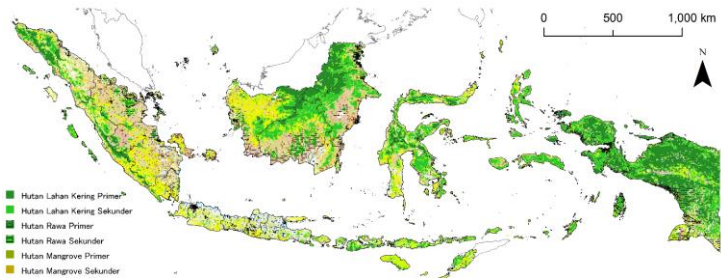 0 500 1,000 km
N
Hutan Lahan Kering Primer
Hutan Lahan Kering Sekunder
Hutan Rawa Primer
Hutan Rawa Sekunder
Hutan Mangrove Primer
Hutan Mangrove Sekunder